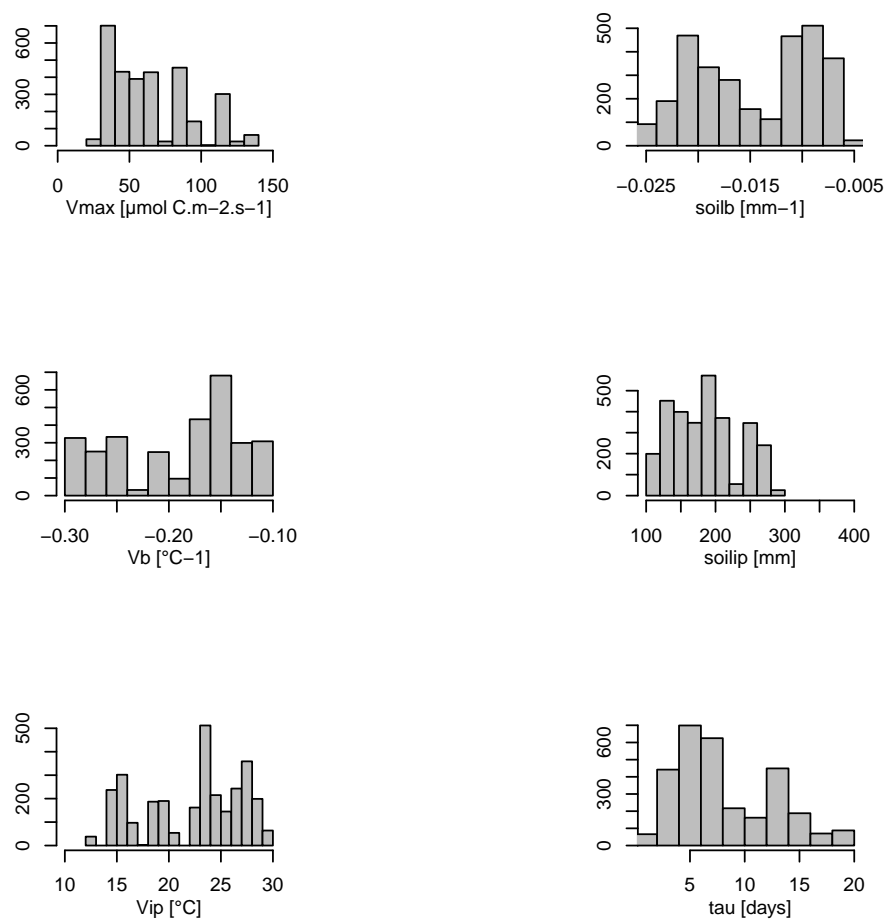 0 300 600
0 50 100 150
Vmax [µmol C.m−2.s−1]
0 200 500
−0.025 −0.015 −0.005
soilb [mm−1]
0 300 600
−0.30 −0.20 −0.10
Vb [°C−1]
0 200 500
100 200 300 400
soilip [mm]
0 200 500
10 15 20 25 30
Vip [°C]
0 300 600
5 10 15 20
tau [days]